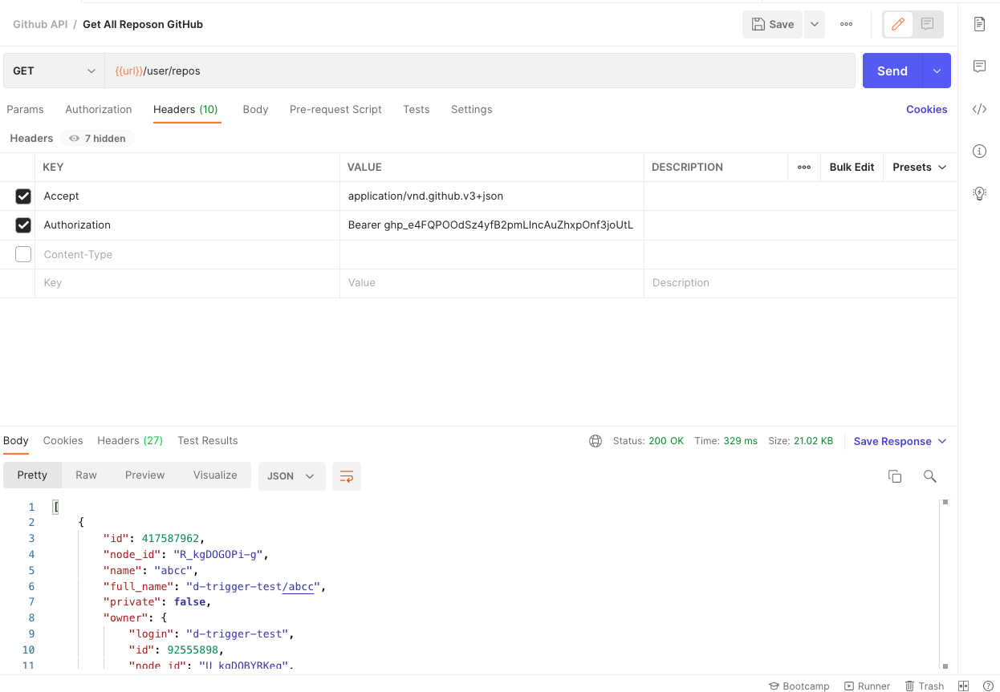 Github API / Get All Reposon GitHub
Save
GET
{{url}}/user/repos
Send
Params Authorization Headers (10) Body Pre-request Script Tests Settings Cookies
Headers 7 hidden
KEY VALUE DESCRIPTION Bulk Edit Presets
Accept application/vnd.github.v3+json
Authorization Bearer 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
Content-Type
Key Value Description
Body Cookies Headers (27) Test Results Status: 200 OK Time: 329 ms Size: 21.02 KB Save Response
Pretty Raw Preview Visualize JSON
1 [
2 {
3 "id": 417587962,
4 "node_id": "R_kgDOGOPi-g",
5 "name": "abcc",
6 "full_name": "d-trigger-test/abcc",
7 "private": false,
8 "owner": {
9 "login": "d-trigger-test",
10 "id": 92555898,
11 "node_id": "U_kgDOBYRKeg",
Bootcamp Runner Trash